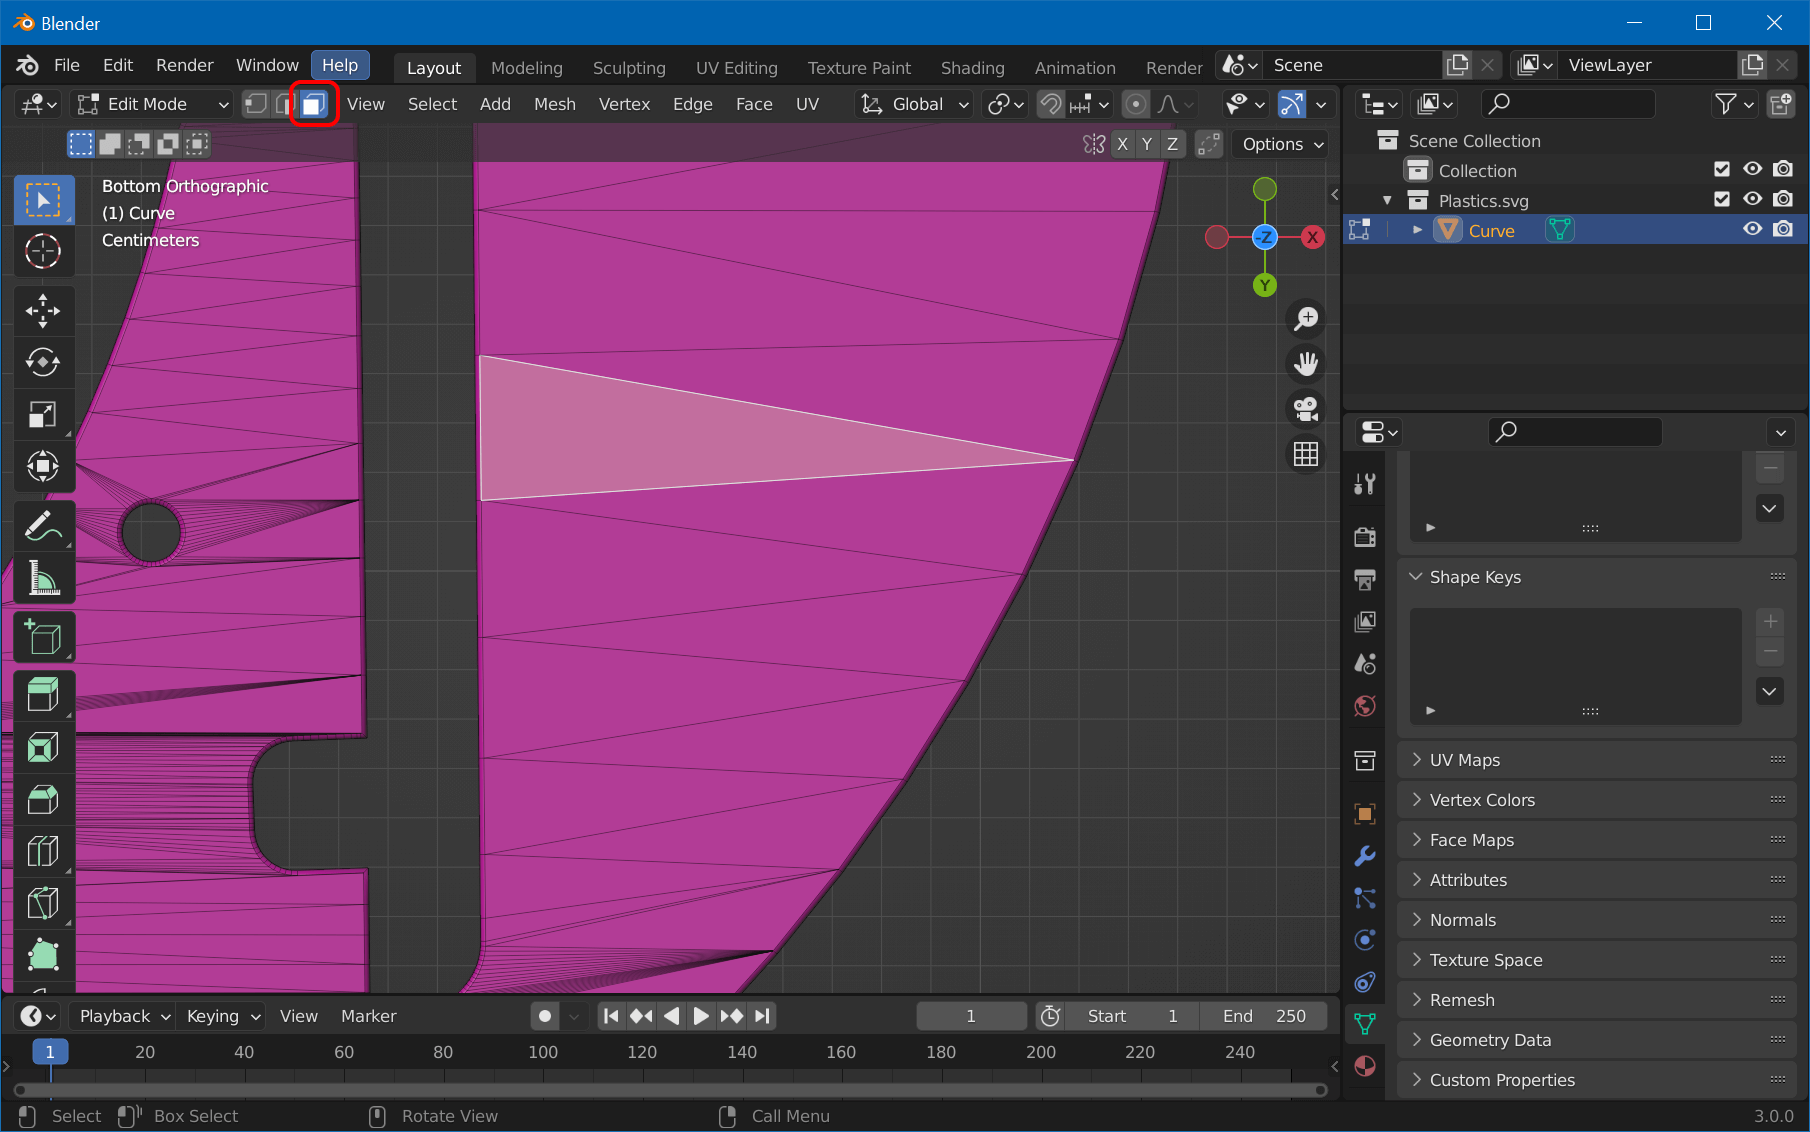 Blender
File Edit Render Window Help Layout Modeling Sculpting UV Editing Texture Paint Shading Animation Render Scene ViewLayer
Edit Mode View Select Add Mesh Vertex Edge Face UV Global
X Y Z Options
Bottom Orthographic
(1) Curve
Centimeters
-Z X
Y
Scene Collection
Collection
Plastics.svg
Curve
Shape Keys
UV Maps
Vertex Colors
Face Maps
Attributes
Normals
Texture Space
Remesh
Geometry Data
Custom Properties
Playback Keying View Marker 1 Start 1 End 250
1 20 40 60 80 100 120 140 160 180 200 220 240
Select Box Select Rotate View Call Menu 3.0.0